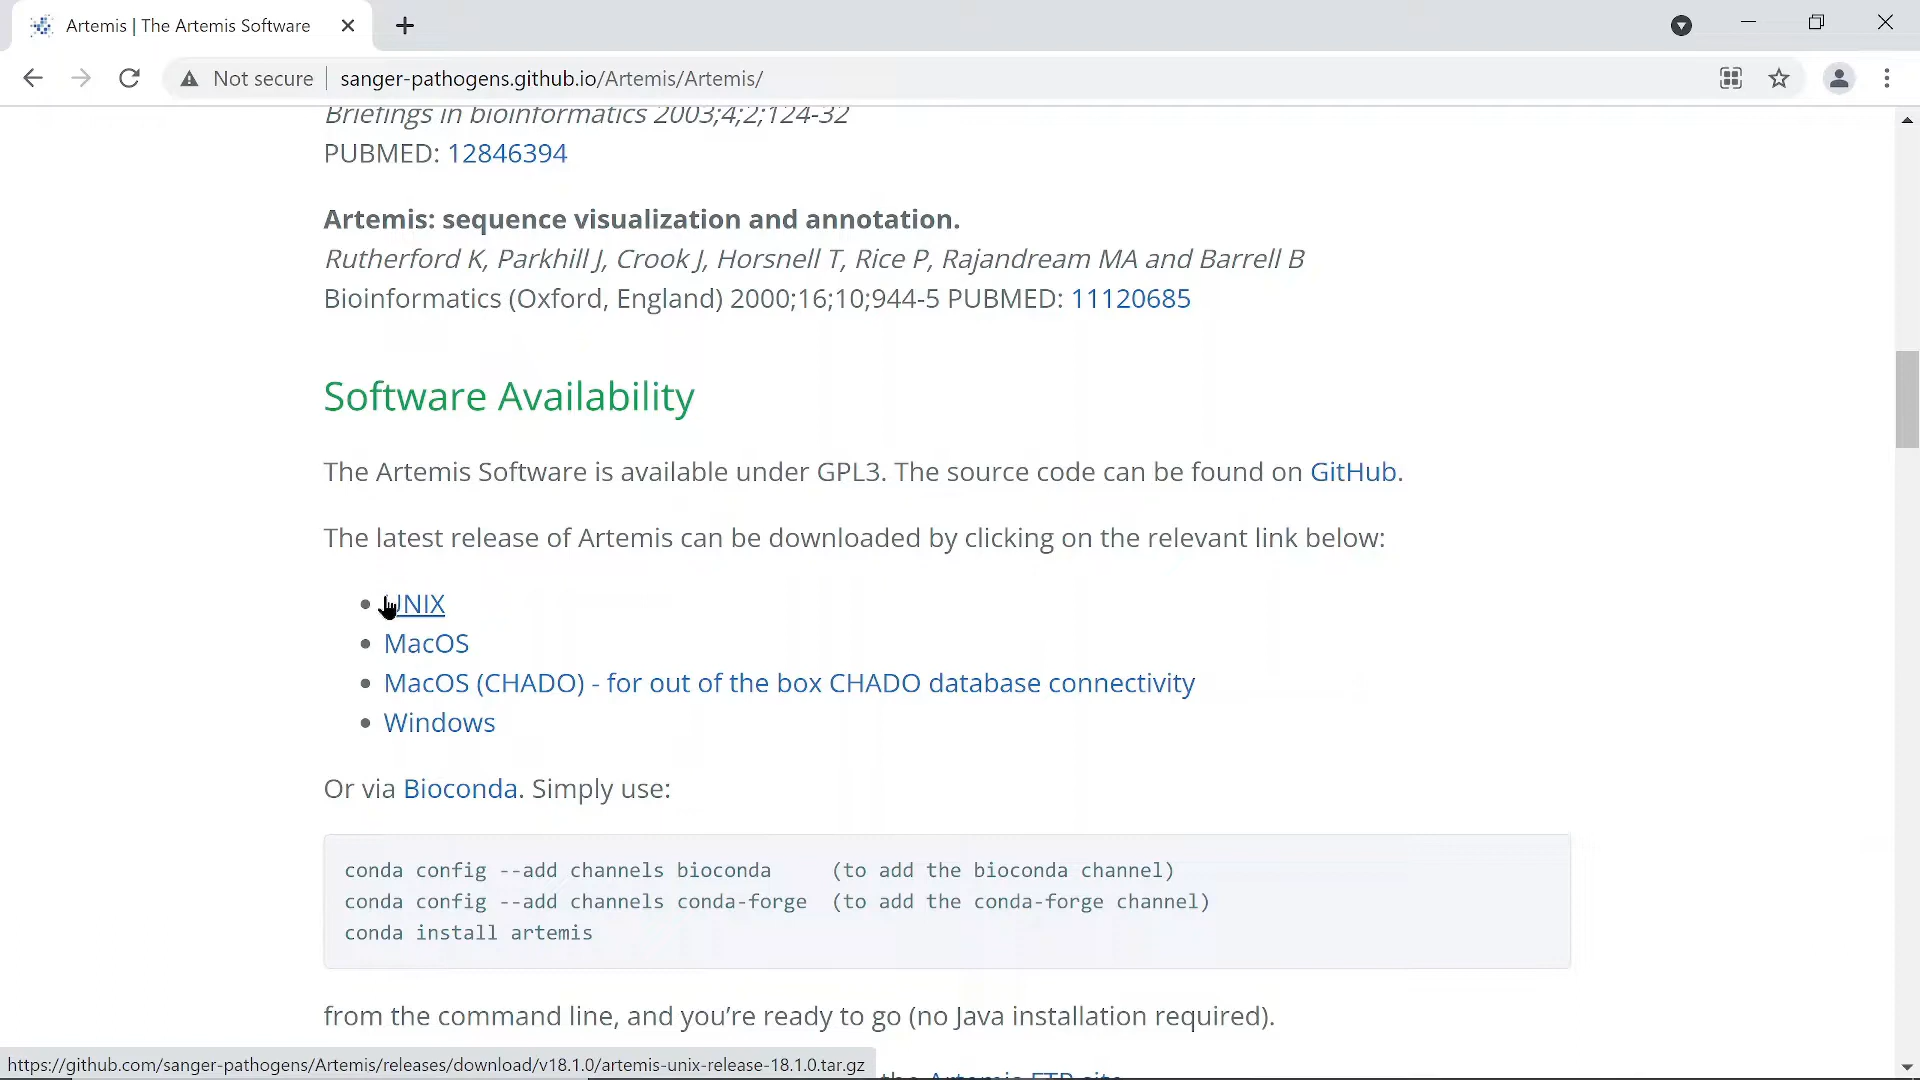 Artemis | The Artemis Software
Not secure
sanger-pathogens.github.io/Artemis/Artemis/
Briefings in bioinformatics 2003;4;2;124-32
PUBMED: 12846394
Artemis: sequence visualization and annotation.
Rutherford K, Parkhill J, Crook J, Horsnell T, Rice P, Rajandream MA and Barrell B
Bioinformatics (Oxford, England) 2000;16;10;944-5 PUBMED: 11120685
Software Availability
The Artemis Software is available under GPL3. The source code can be found on GitHub.
The latest release of Artemis can be downloaded by clicking on the relevant link below:
UNIX
MacOS
MacOS (CHADO) - for out of the box CHADO database connectivity
Windows
Or via Bioconda. Simply use:
conda config --add channels bioconda (to add the bioconda channel)
conda config --add channels conda-forge (to add the conda-forge channel)
conda install artemis
from the command line, and you’re ready to go (no Java installation required).
https://github.com/sanger-pathogens/Artemis/releases/download/v18.1.0/artemis-unix-release-18.1.0.tar.gz
the Artemis FTP site